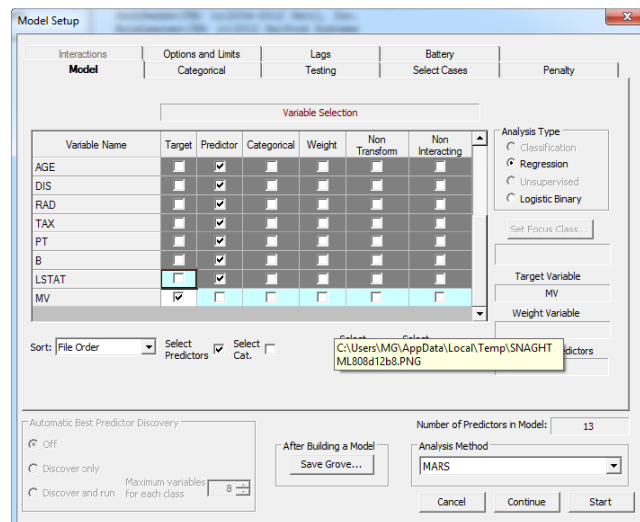 Model Setup
Interactions
Options and Limits
Lags
Battery
Model
Categorical
Testing
Select Cases
Penalty
Variable Selection
Variable Name
Target
Predictor
Categorical
Weight
Non Transform
Non Interacting
AGE
DIS
RAD
TAX
PT
B
LSTAT
MV
Analysis Type
Classification
Regression
Unsupervised
Logistic Binary
Set Focus Class...
Target Variable
MV
Weight Variable
Sort:
File Order
Select
Predictors
Select
Cat.
C:\Users\MG\AppData\Local\Temp\SNAGHT
ML808d12b8.PNG
Automatic Best Predictor Discovery
Off
Discover only
Discover and run
Maximum variables
for each class
8
After Building a Model
Save Grove...
Number of Predictors in Model:
13
Analysis Method
MARS
Cancel
Continue
Start